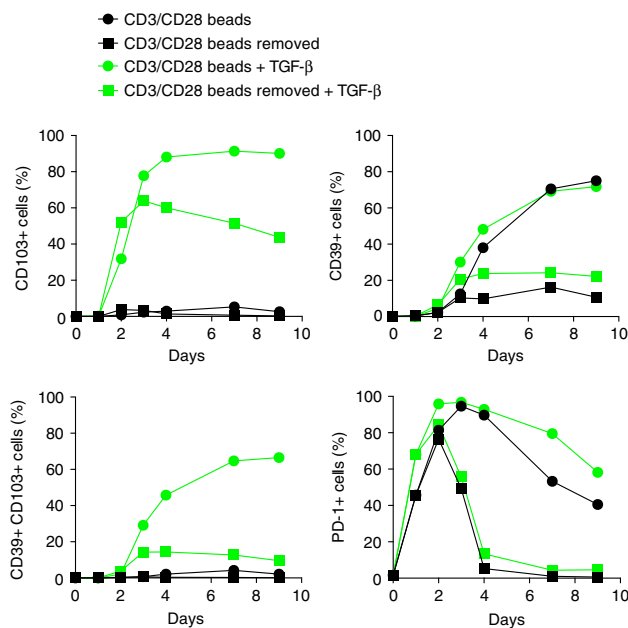 CD3/CD28 beads
CD3/CD28 beads removed
CD3/CD28 beads + TGF-β
CD3/CD28 beads removed + TGF-β
CD103+ cells (%)
100
80
60
40
20
0
0 2 4 6 8 10
Days
CD39+ cells (%)
100
80
60
40
20
0
0 2 4 6 8 10
Days
CD39+ CD103+ cells (%)
100
80
60
40
20
0
0 2 4 6 8 10
Days
PD-1+ cells (%)
100
80
60
40
20
0
0 2 4 6 8 10
Days